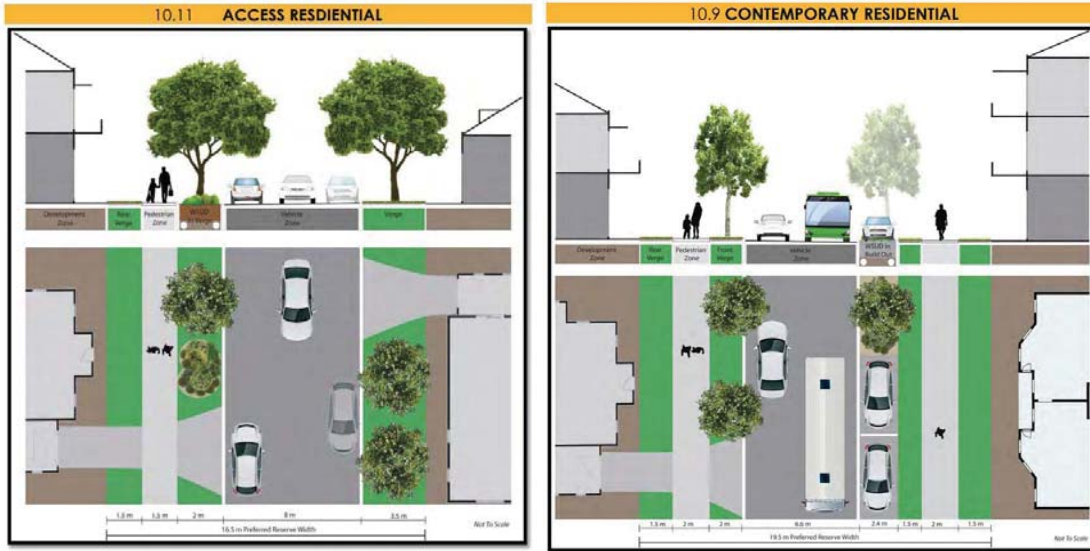 10.11 ACCESS RESDIENTIAL
Development Zone
Rear Verge
Pedestrian Zone
WSUD In Verge
Vehicle Zone
Verge
1.5 m 1.5 m 2 m 8 m 3.5 m
16.5 m Preferred Reserve Width
Not To Scale
10.9 CONTEMPORARY RESIDENTIAL
Development Zone
Rear Verge
Pedestrian Zone
Front Verge
Vehicle Zone
WSUD In Build Out
1.5 m 2 m 2 m 6.6 m 2.4 m 1.5 m 2 m 1.5 m
19.5 m Preferred Reserve Width
Not To Scale